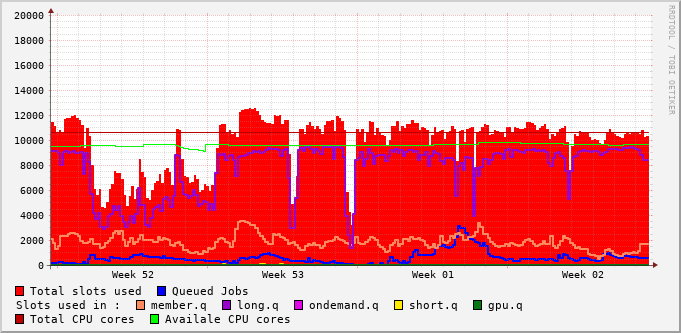 RRDTOOL / TOBI OETIKER
20000
18000
16000
14000
12000
10000
8000
6000
4000
2000
0
Week 52 Week 53 Week 01 Week 02
Total slots used Queued Jobs
Slots used in : member.q long.q ondemand.q short.q gpu.q
Total CPU cores Availale CPU cores